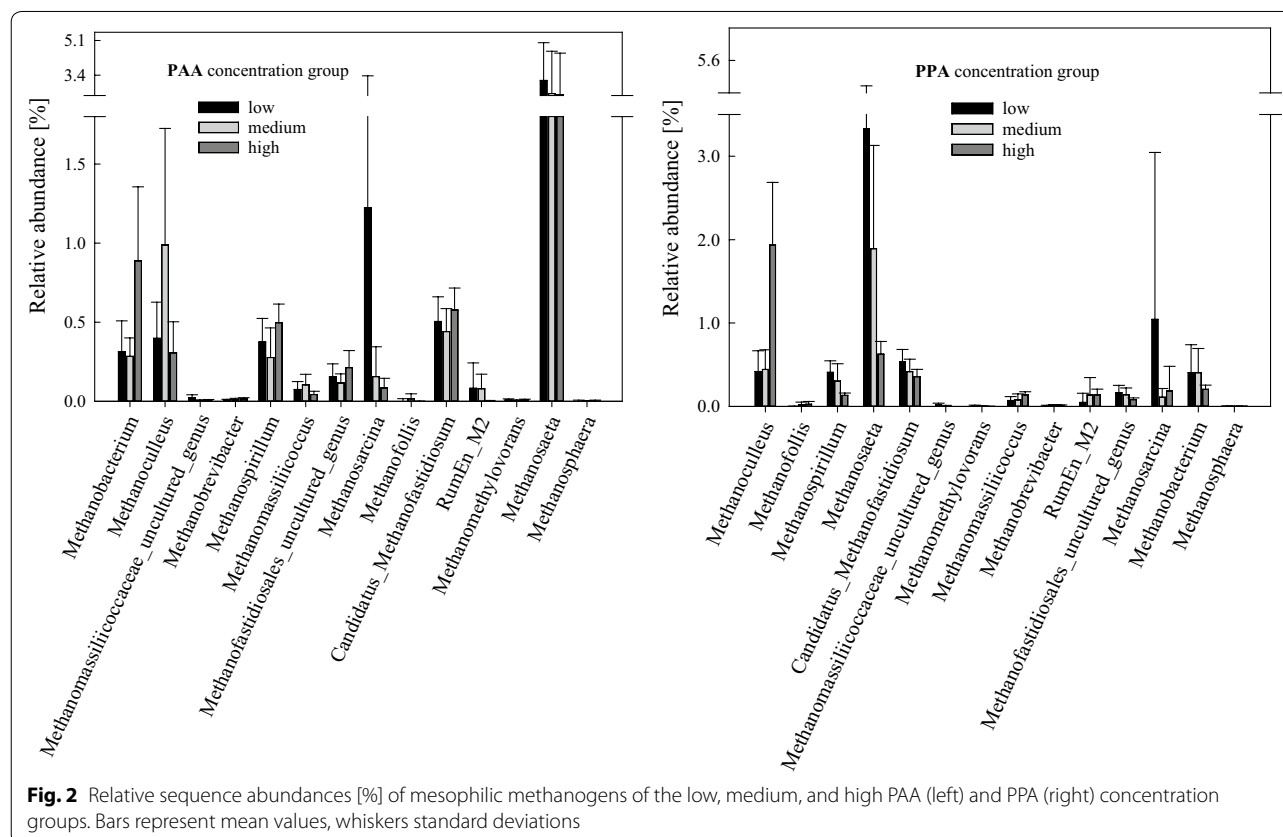 5.1
3.4
1.5
1.0
0.5
0.0
Relative abundance [%]
PAA concentration group
low
medium
high
Methanobacterium
Methanoculleus
Methanomassiliicoccaceae_uncultured_genus
Methanobrevibacter
Methanospirillum
Methanomassiliicoccus
Methanofastidiosales_uncultured_genus
Methanosarcina
Methanofollis
Candidatus_Methanofastidiosum
RumEn_M2
Methanomethylovorans
Methanosaeta
Methanosphaera
5.6
3.0
2.0
1.0
0.0
Relative abundance [%]
PPA concentration group
low
medium
high
Methanoculleus
Methanofollis
Methanospirillum
Methanosaeta
Candidatus_Methanofastidiosum
Methanomassiliicoccaceae_uncultured_genus
Methanomethylovorans
Methanomassiliicoccus
Methanobrevibacter
RumEn_M2
Methanofastidiosales_uncultured_genus
Methanosarcina
Methanobacterium
Methanosphaera
Fig. 2 Relative sequence abundances [%] of mesophilic methanogens of the low, medium, and high PAA (left) and PPA (right) concentration
groups. Bars represent mean values, whiskers standard deviations